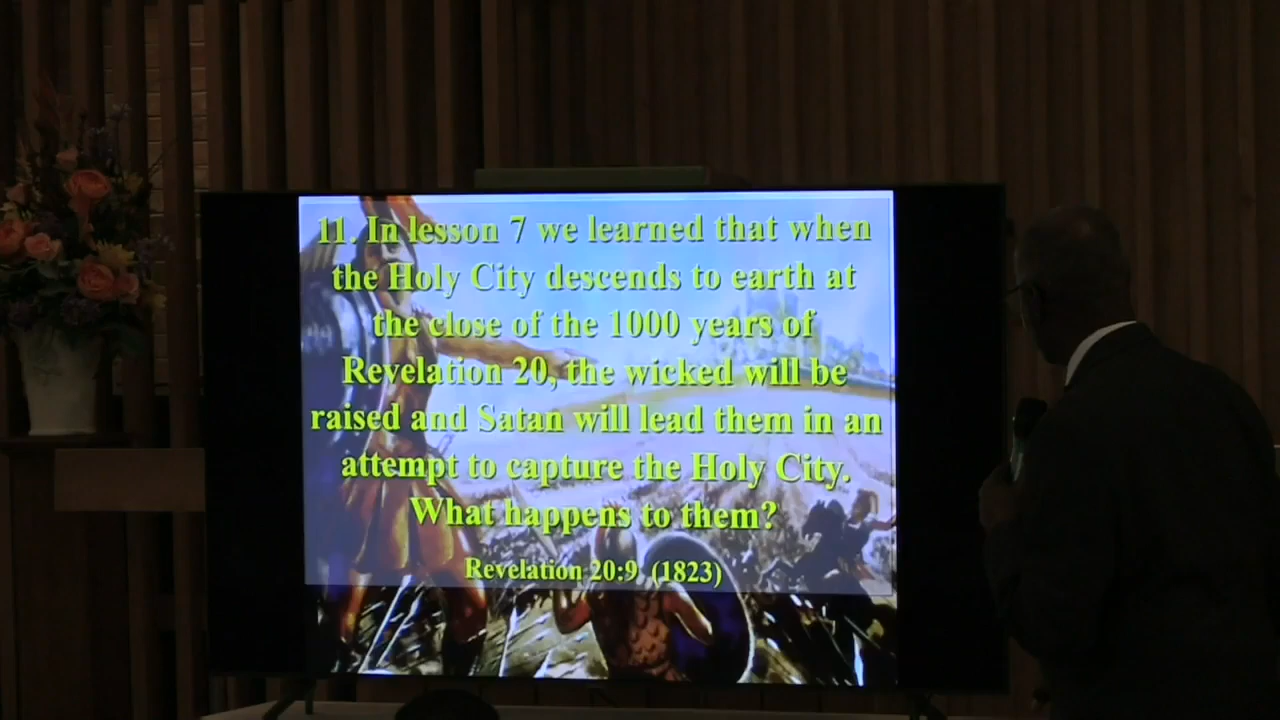 11. In lesson 7 we learned that when
the Holy City descends to earth at
the close of the 1000 years of
Revelation 20, the wicked will be
raised and Satan will lead them in an
attempt to capture the Holy City.
What happens to them?
Revelation 20:9 (1823)